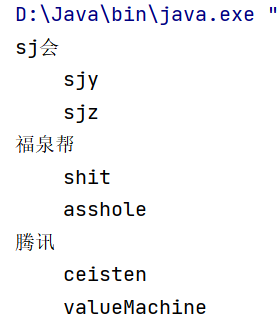 D:\Java\bin\java.exe "
sj会
sjy
sjz
福泉帮
shit
asshole
腾讯
ceisten
valueMachine